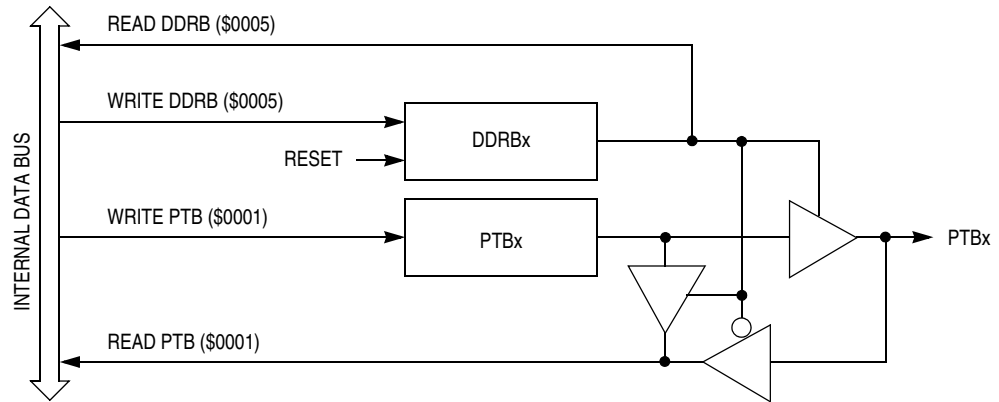 READ DDRB ($0005)
WRITE DDRB ($0005)
DDRBx
RESET
INTERNAL DATA BUS
WRITE PTB ($0001)
PTBx
PTBx
READ PTB ($0001)